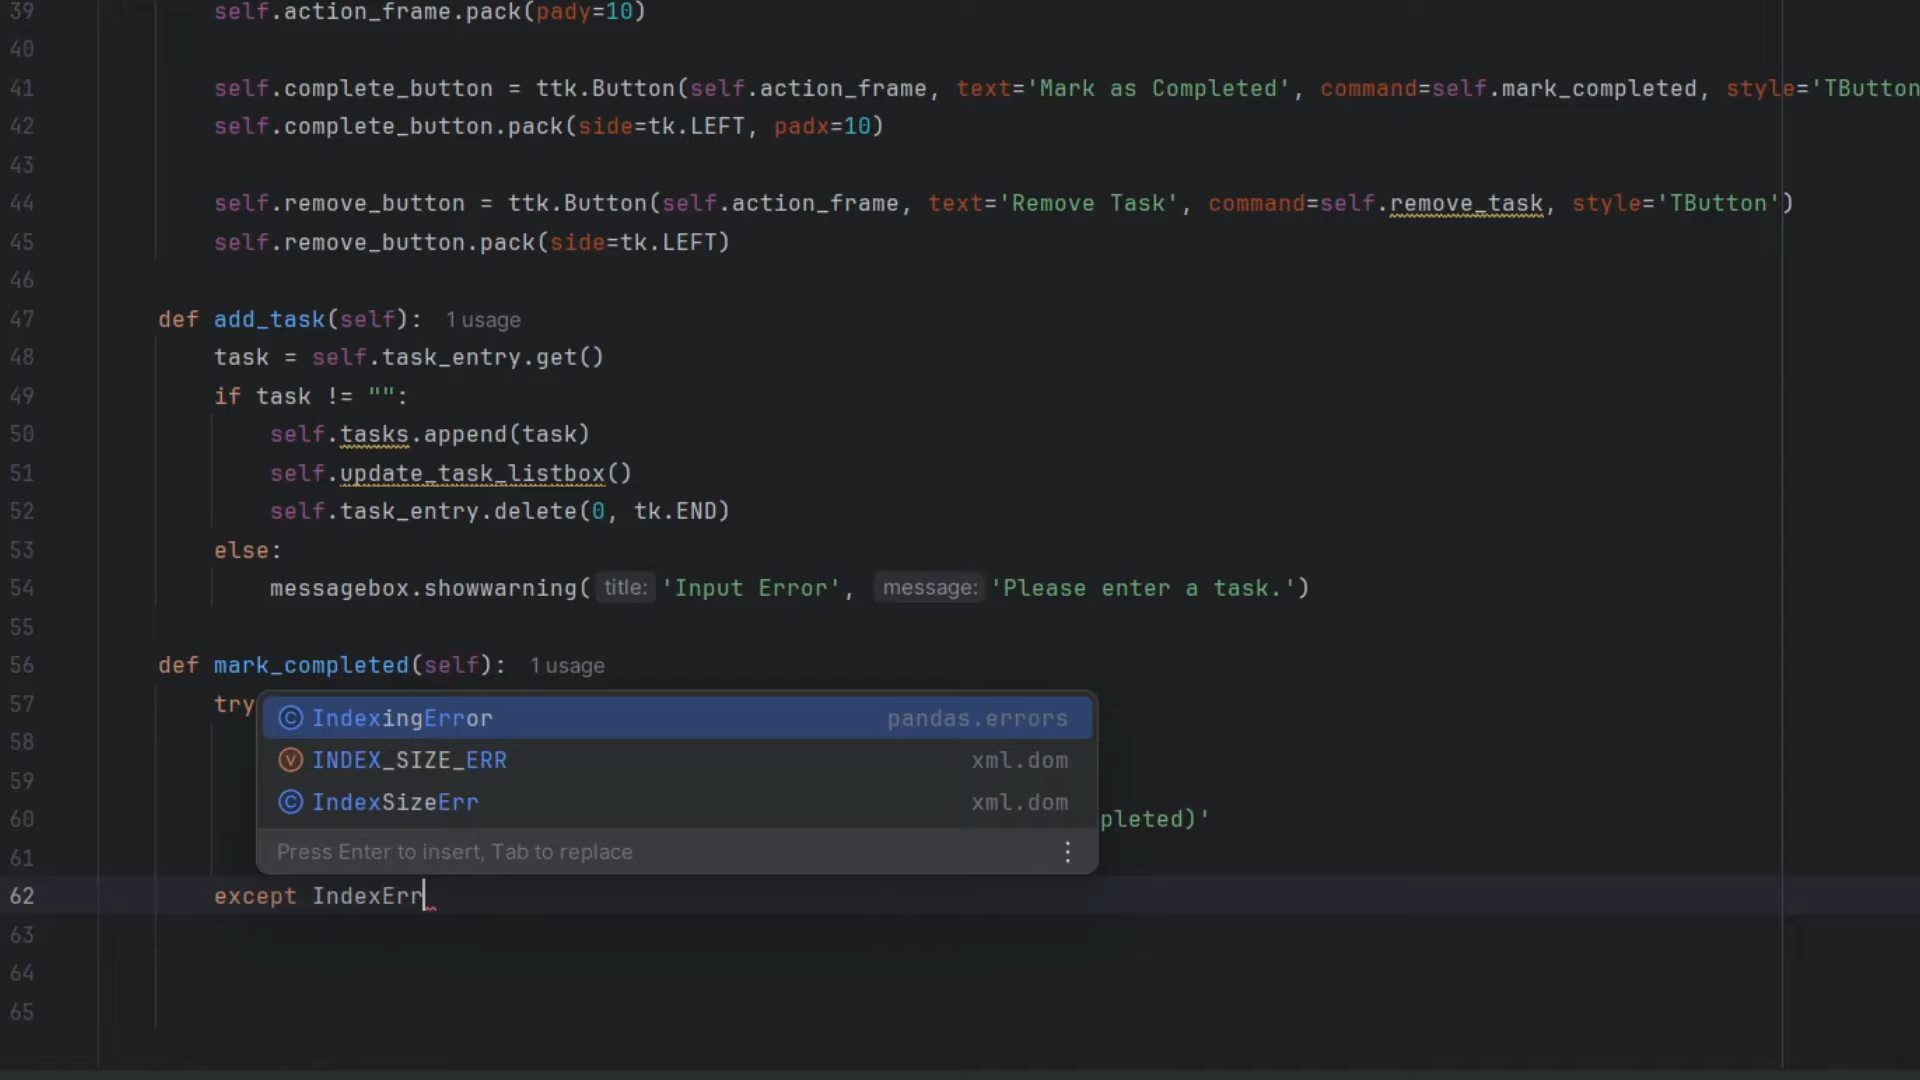 39 self.action_frame.pack(pady=10)
40
41 self.complete_button = ttk.Button(self.action_frame, text='Mark as Completed', command=self.mark_completed, style='TButton
42 self.complete_button.pack(side=tk.LEFT, padx=10)
43
44 self.remove_button = ttk.Button(self.action_frame, text='Remove Task', command=self.remove_task, style='TButton')
45 self.remove_button.pack(side=tk.LEFT)
46
47 def add_task(self): 1 usage
48 task = self.task_entry.get()
49 if task != "":
50 self.tasks.append(task)
51 self.update_task_listbox()
52 self.task_entry.delete(0, tk.END)
53 else:
54 messagebox.showwarning( title: 'Input Error', message: 'Please enter a task.')
55
56 def mark_completed(self): 1 usage
57 try
IndexingError pandas.errors
58
INDEX_SIZE_ERR xml.dom
59
IndexSizeErr xml.dom
60 pleted)'
Press Enter to insert, Tab to replace
61
62 except IndexErr
63
64
65